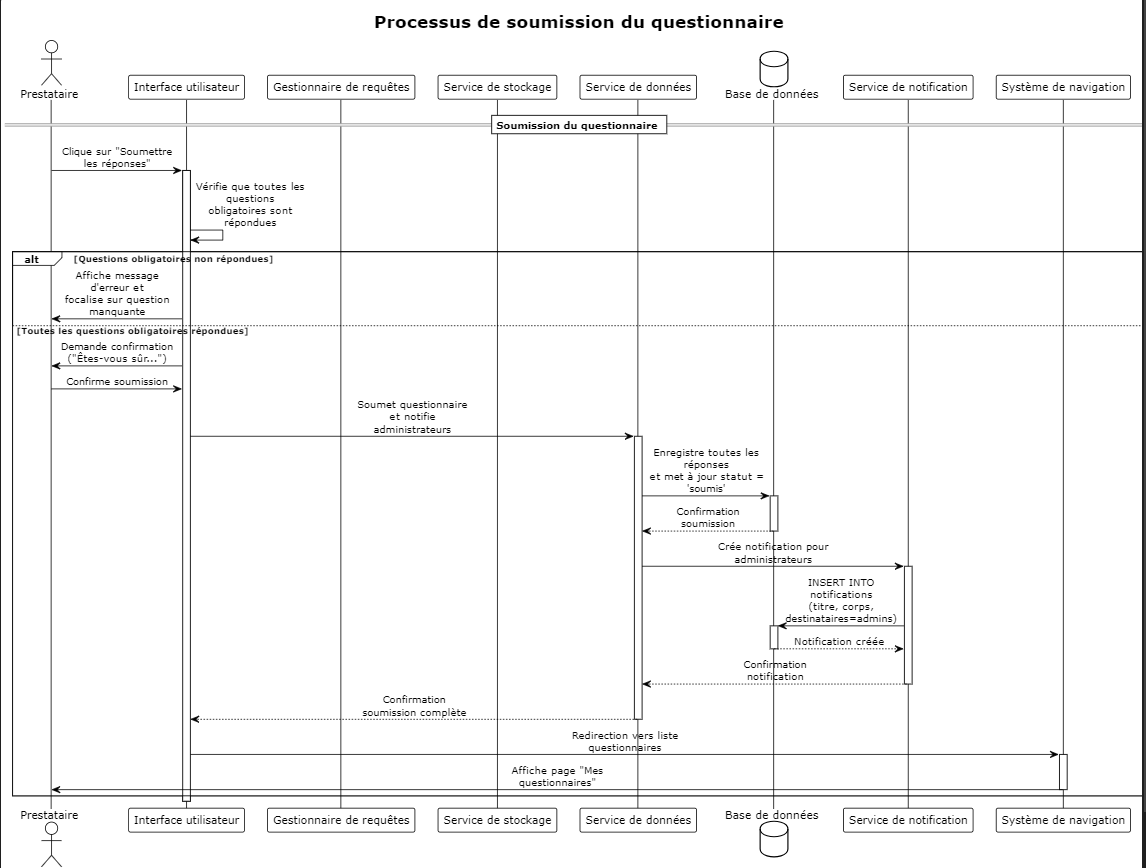 Processus de soumission du questionnaire
Prestataire
Interface utilisateur
Gestionnaire de requêtes
Service de stockage
Service de données
Base de données
Service de notification
Système de navigation
Soumission du questionnaire
Clique sur "Soumettre
les réponses"
Vérifie que toutes les
questions
obligatoires sont
répondues
alt
[Questions obligatoires non répondues]
Affiche message
d'erreur et
focalise sur question
manquante
[Toutes les questions obligatoires répondues]
Demande confirmation
("Êtes-vous sûr...")
Confirme soumission
Soumet questionnaire
et notifie
administrateurs
Enregistre toutes les
réponses
et met à jour statut =
'soumis'
Confirmation
soumission
Crée notification pour
administrateurs
INSERT INTO
notifications
(titre, corps,
destinataires=admins)
Notification créée
Confirmation
notification
Confirmation
soumission complète
Redirection vers liste
questionnaires
Affiche page "Mes
questionnaires"
Prestataire
Interface utilisateur
Gestionnaire de requêtes
Service de stockage
Service de données
Base de données
Service de notification
Système de navigation